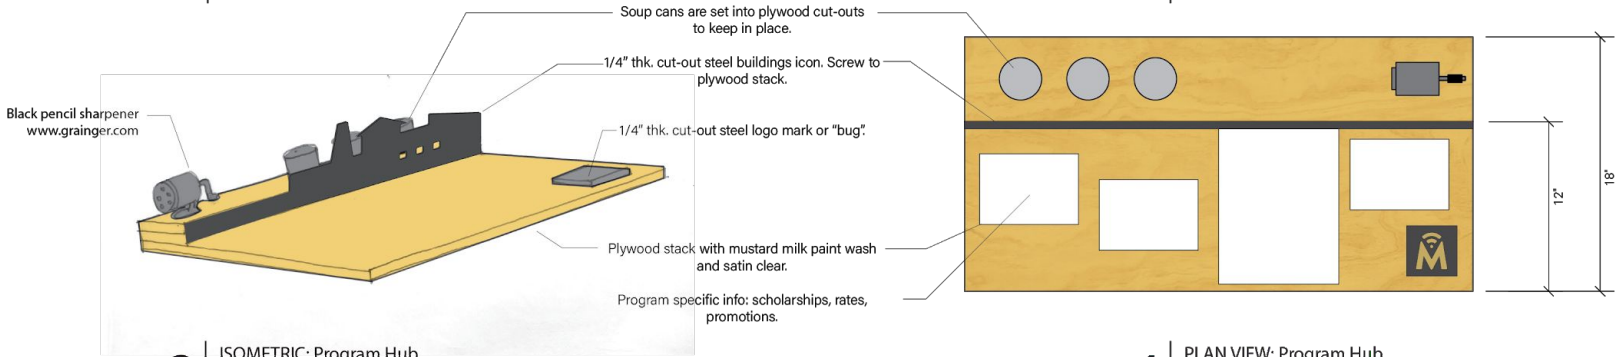 Soup cans are set into plywood cut-outs
to keep in place.
1/4" thk. cut-out steel buildings icon. Screw to
plywood stack.
Black pencil sharpener
www.grainger.com
1/4" thk. cut-out steel logo mark or “bug”.
Plywood stack with mustard milk paint wash
and satin clear.
Program specific info: scholarships, rates,
promotions.
12"
18"
M
ISOMETRIC: Program Hub
PLAN VIEW: Program Hub